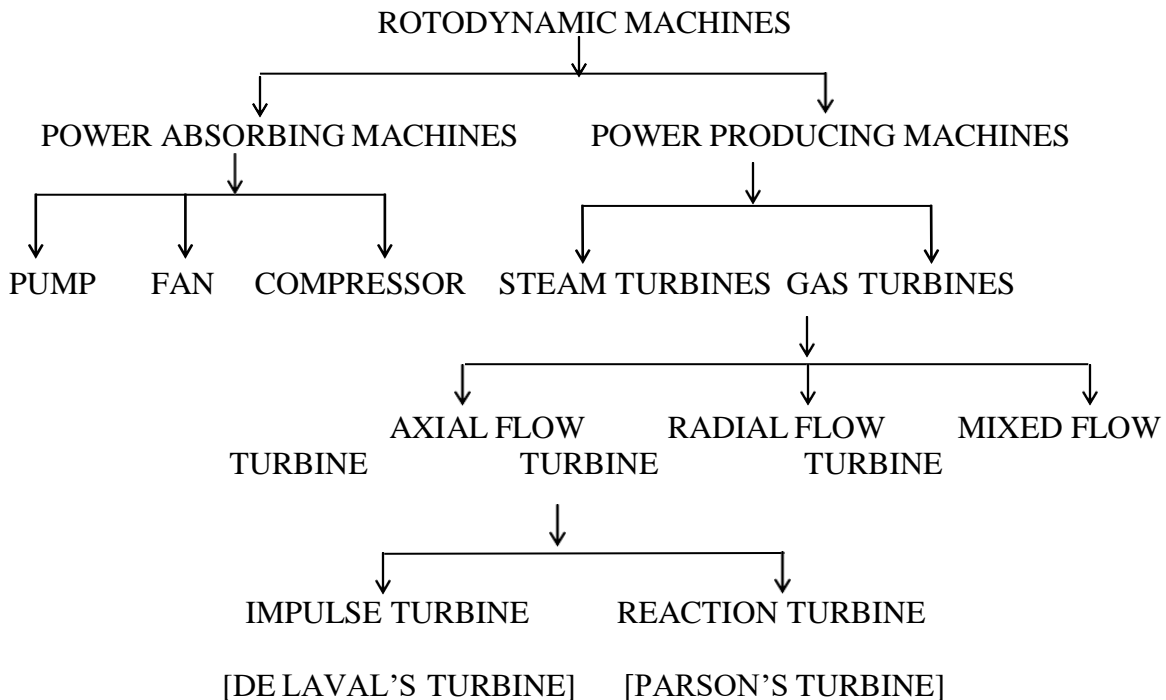 ROTODYNAMIC MACHINES
POWER ABSORBING MACHINES POWER PRODUCING MACHINES
PUMP FAN COMPRESSOR STEAM TURBINES GAS TURBINES
AXIAL FLOW RADIAL FLOW MIXED FLOW
TURBINE TURBINE TURBINE
IMPULSE TURBINE REACTION TURBINE
[DE LAVAL'S TURBINE] [PARSON'S TURBINE]